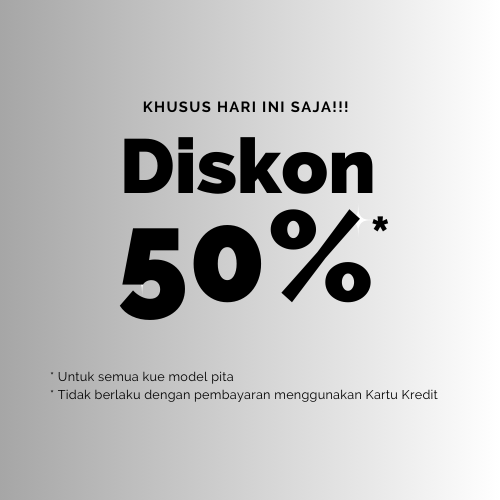 KHUSUS HARI INI SAJA!!!
Diskon
50%*
* Untuk semua kue model pita
* Tidak berlaku dengan pembayaran menggunakan Kartu Kredit